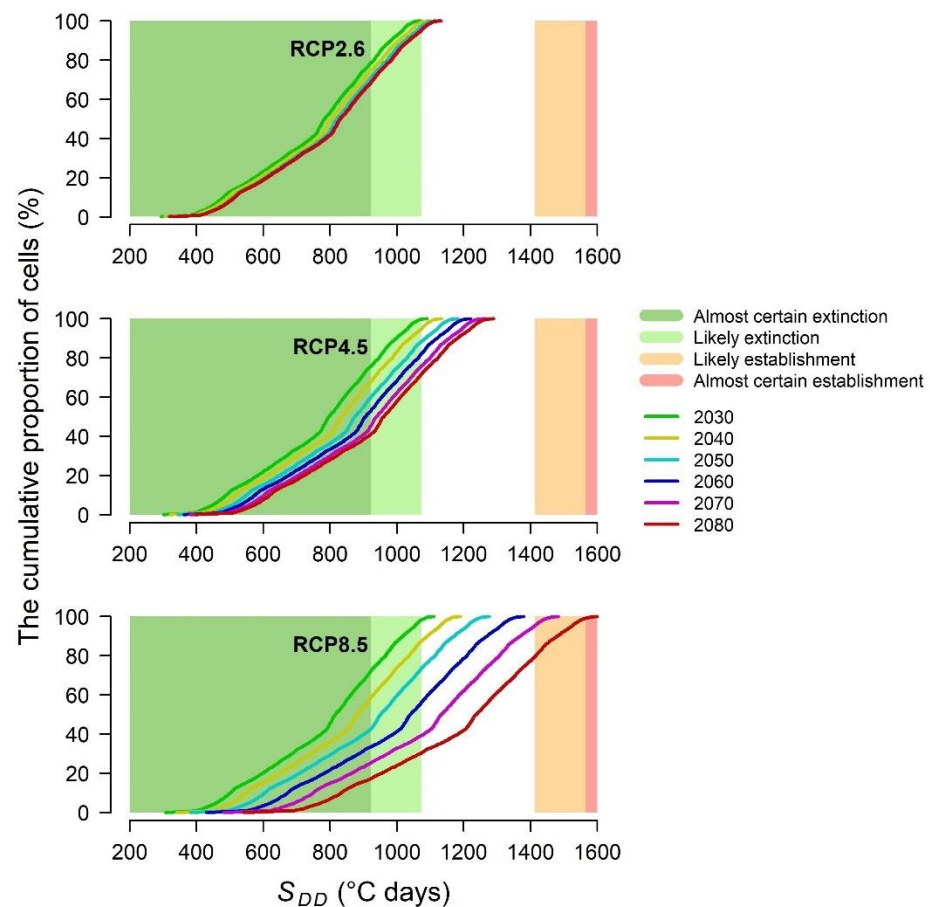 The cumulative proportion of cells (%)
100
80
60
40
20
0
RCP2.6
200 400 600 800 1000 1200 1400 1600
100
80
60
40
20
0
RCP4.5
200 400 600 800 1000 1200 1400 1600
100
80
60
40
20
0
RCP8.5
200 400 600 800 1000 1200 1400 1600
S_DD (°C days)
Almost certain extinction
Likely extinction
Likely establishment
Almost certain establishment
2030
2040
2050
2060
2070
2080